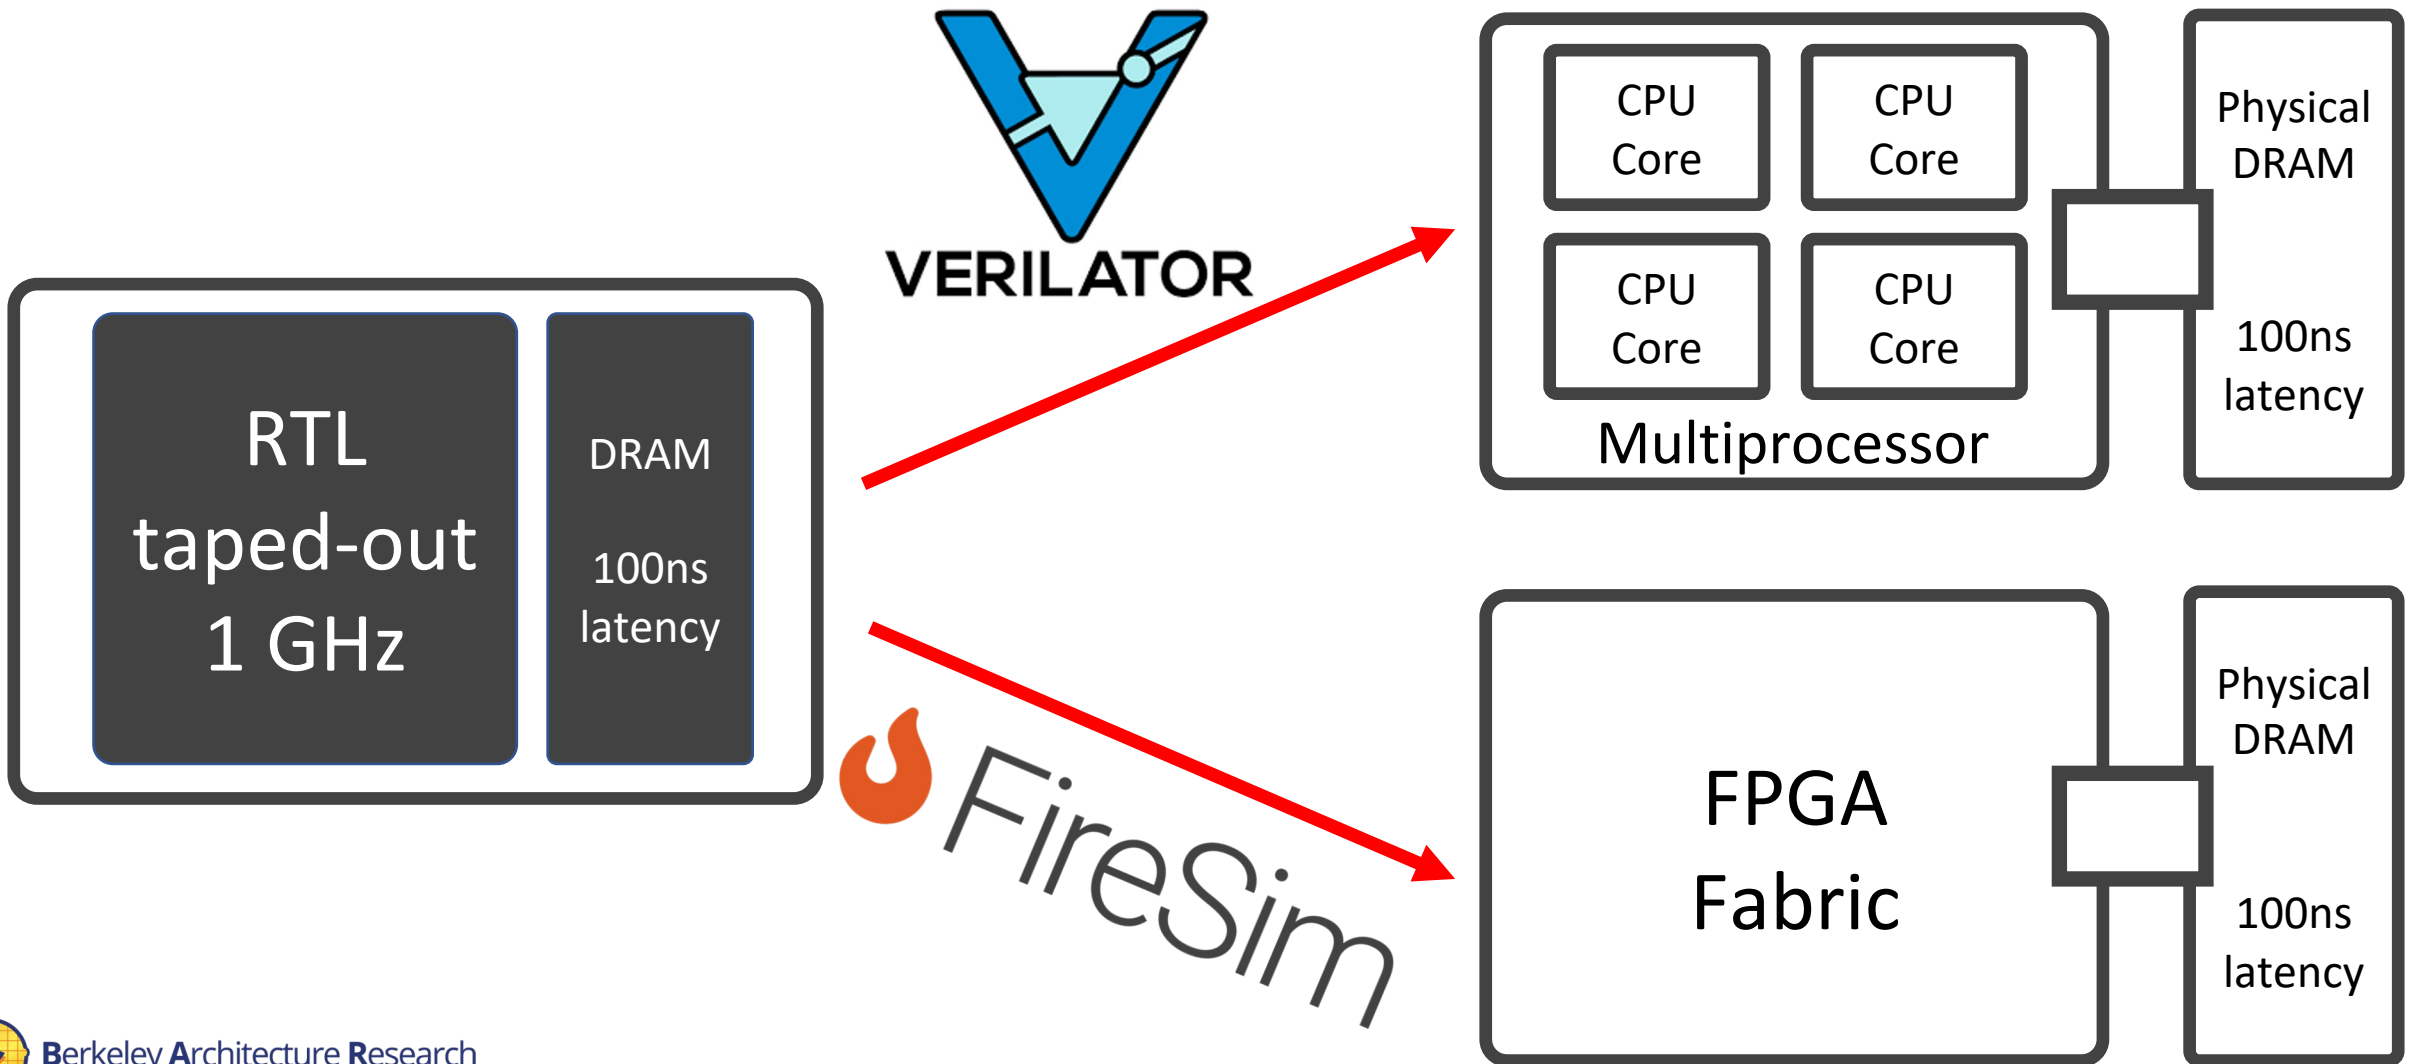 RTL
taped-out
1 GHz
DRAM
100ns
latency
VERILATOR
FireSim
CPU
Core
CPU
Core
CPU
Core
CPU
Core
Multiprocessor
Physical
DRAM
100ns
latency
FPGA
Fabric
Physical
DRAM
100ns
latency
Berkeley Architecture Research